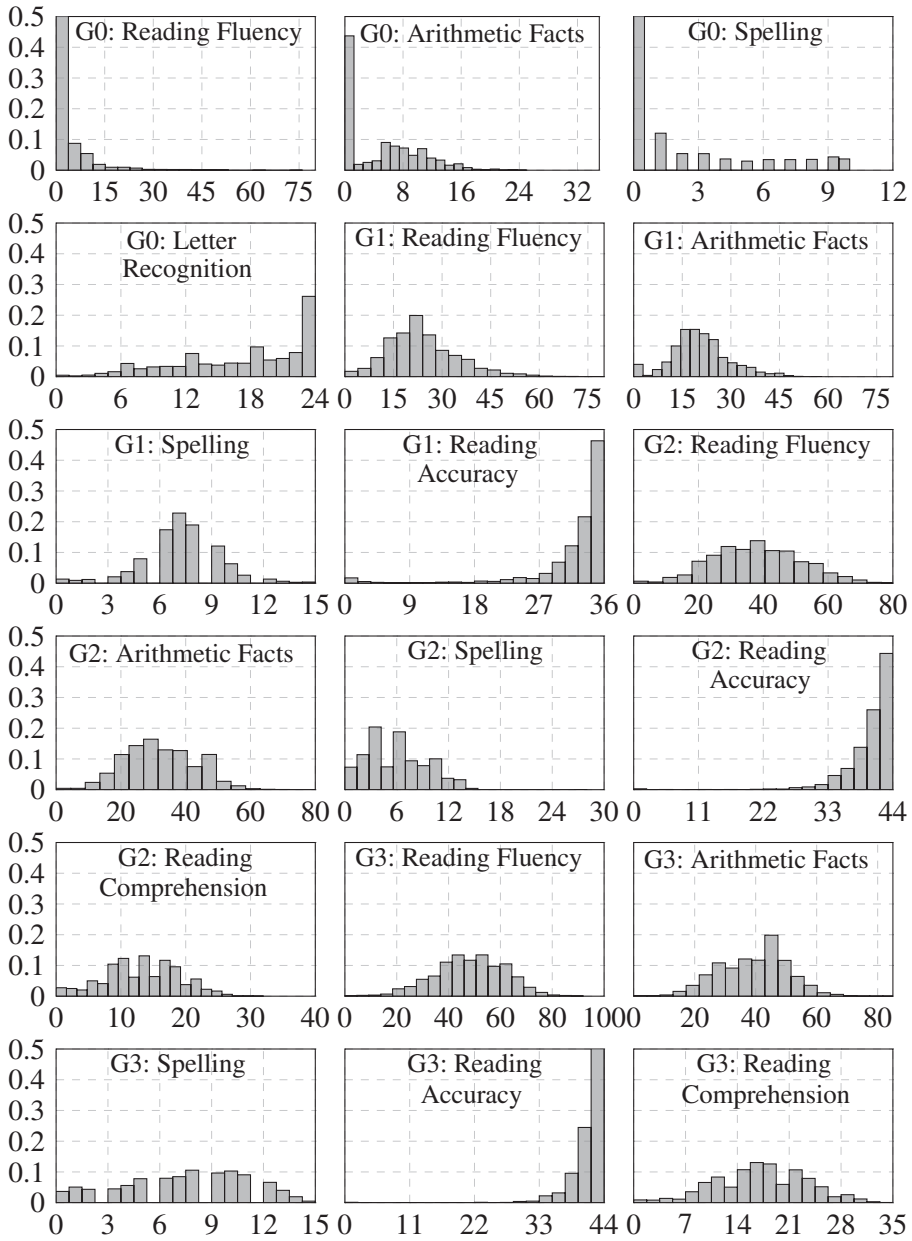 0.5
0.4
0.3
0.2
0.1
0
G0: Reading Fluency
0 15 30 45 60 75
G0: Arithmetic Facts
0 8 16 24 32
G0: Spelling
0 3 6 9 12
0.5
0.4
0.3
0.2
0.1
0
G0: Letter
Recognition
0 6 12 18 24
G1: Reading Fluency
0 15 30 45 60 75
G1: Arithmetic Facts
0 15 30 45 60 75
0.5
0.4
0.3
0.2
0.1
0
G1: Spelling
0 3 6 9 12 15
G1: Reading
Accuracy
0 9 18 27 36
G2: Reading Fluency
0 20 40 60 80
0.5
0.4
0.3
0.2
0.1
0
G2: Arithmetic Facts
0 20 40 60 80
G2: Spelling
0 6 12 18 24 30
G2: Reading
Accuracy
0 11 22 33 44
0.5
0.4
0.3
0.2
0.1
0
G2: Reading
Comprehension
0 10 20 30 40
G3: Reading Fluency
0 20 40 60 80 100
G3: Arithmetic Facts
0 20 40 60 80
0.5
0.4
0.3
0.2
0.1
0
G3: Spelling
0 3 6 9 12 15
G3: Reading
Accuracy
0 11 22 33 44
G3: Reading
Comprehension
0 7 14 21 28 35